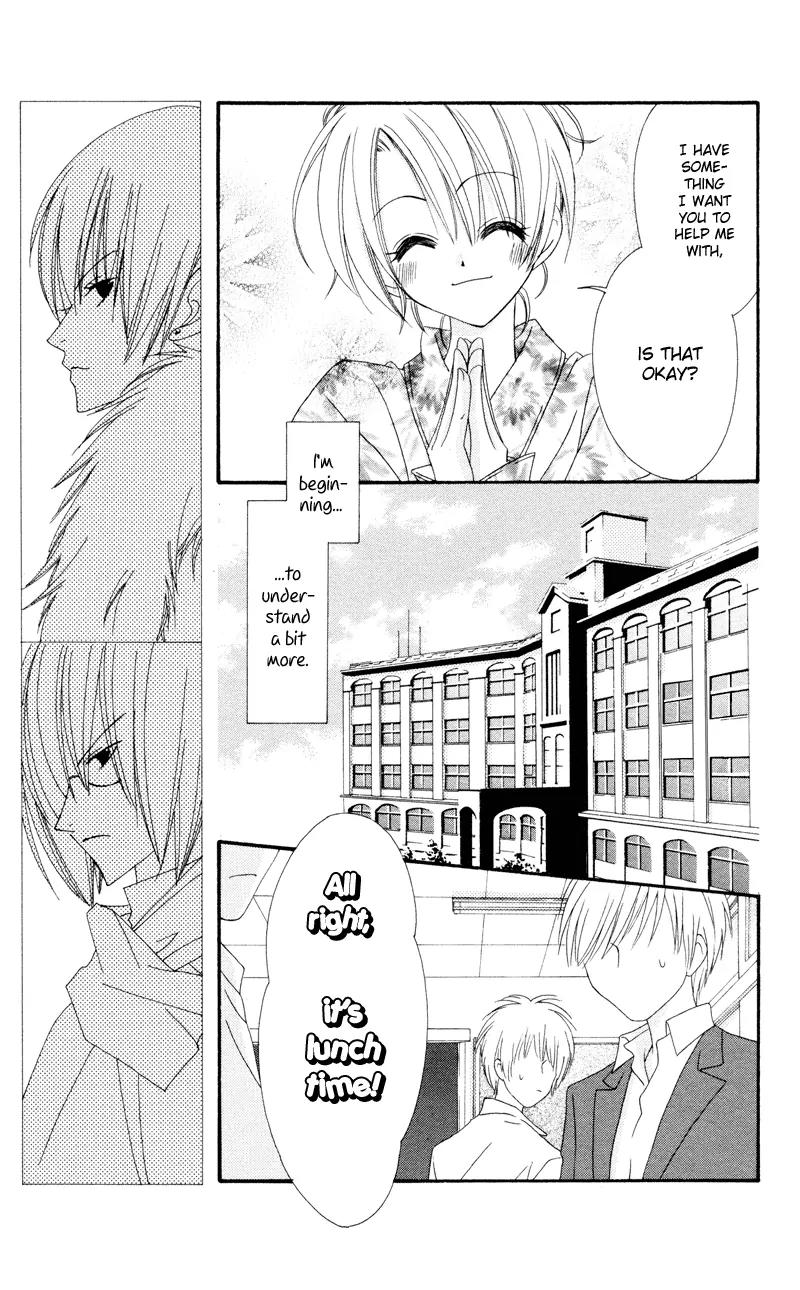 I HAVE
SOME-
THING
I WANT
YOU TO
HELP ME
WITH,
IS THAT
OKAY?
I'm
begin-
ning...
...to
under-
stand
a bit
more.
All
right,
it's
lunch
time!